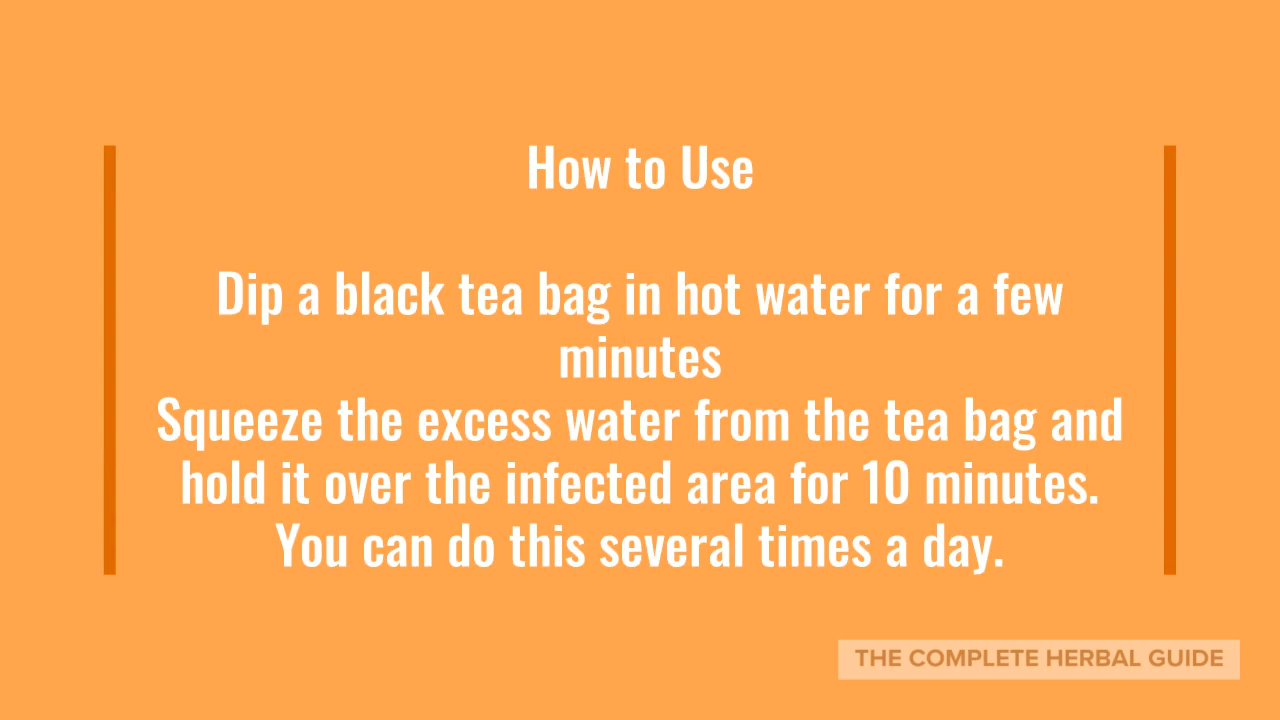 How to Use
Dip a black tea bag in hot water for a few
minutes
Squeeze the excess water from the tea bag and
hold it over the infected area for 10 minutes.
You can do this several times a day.
THE COMPLETE HERBAL GUIDE